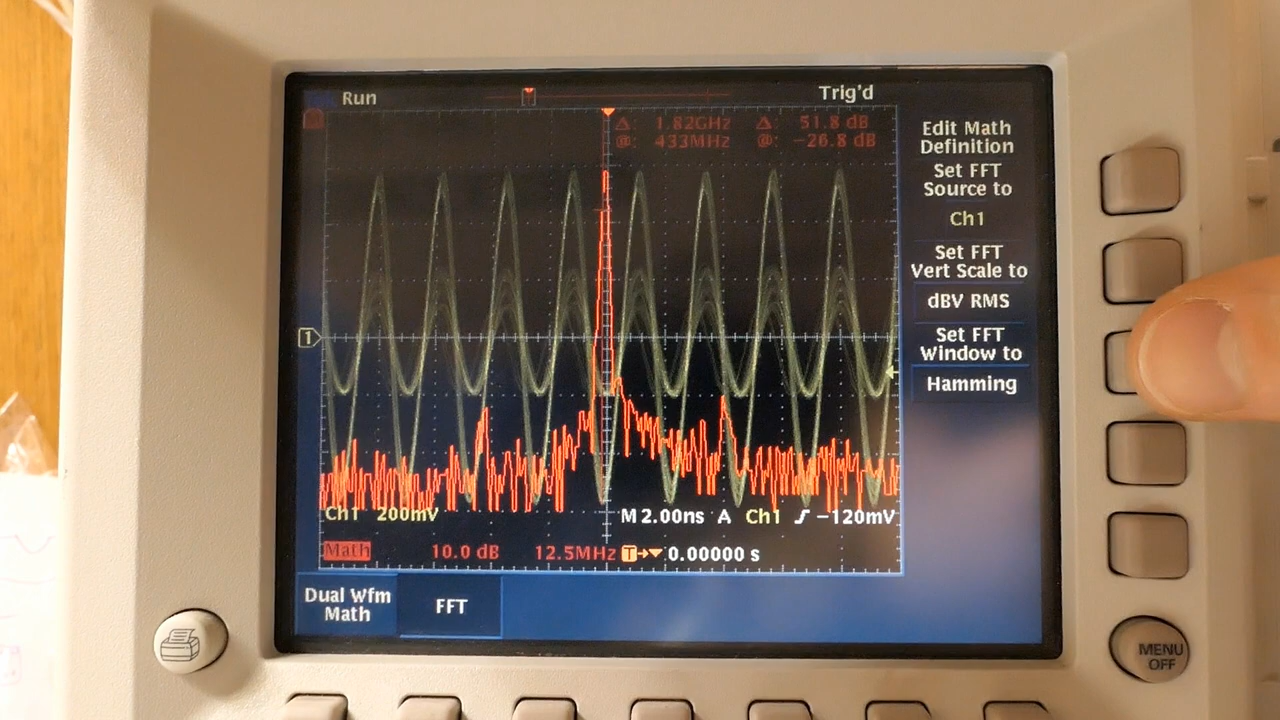 Run
Trig'd
Δ: 1.82GHz Δ: 51.8 dB
@: 433MHz @: -26.8 dB
Edit Math
Definition
Set FFT
Source to
Ch1
Set FFT
Vert Scale to
dBV RMS
Set FFT
Window to
Hamming
1
Ch1 200mV
M 2.00ns A Ch1 -120mV
Math 10.0 dB 12.5MHz
T 0.00000 s
Dual Wfm
Math
FFT
MENU
OFF